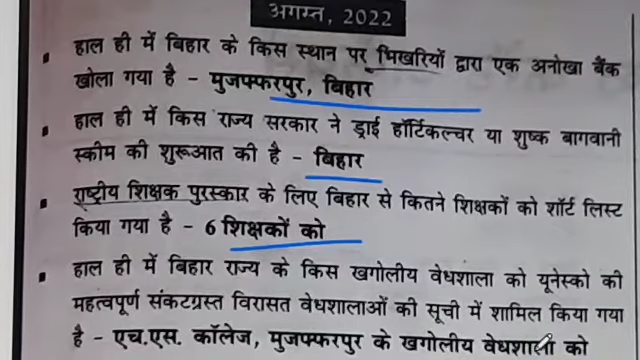 अगस्त, 2022
हाल ही में बिहार के किस स्थान पर भिखरियों द्वारा एक अनोखा बैंक
खोला गया है - मुजफ्फरपुर, बिहार
हाल ही में किस राज्य सरकार ने ड्राई हॉर्टिकल्चर या शुष्क बागवानी
स्कीम की शुरूआत की है - बिहार
राष्ट्रीय शिक्षक पुरस्कार के लिए बिहार से कितने शिक्षकों को शॉर्ट लिस्ट
किया गया है - 6 शिक्षकों को
हाल ही में बिहार राज्य के किस खगोलीय वेधशाला को यूनेस्को की
महत्वपूर्ण संकटग्रस्त विरासत वेधशालाओं की सूची में शामिल किया गया
है - एच.एस. कॉलेज, मुजफ्फरपुर के खगोलीय वेधशाला को